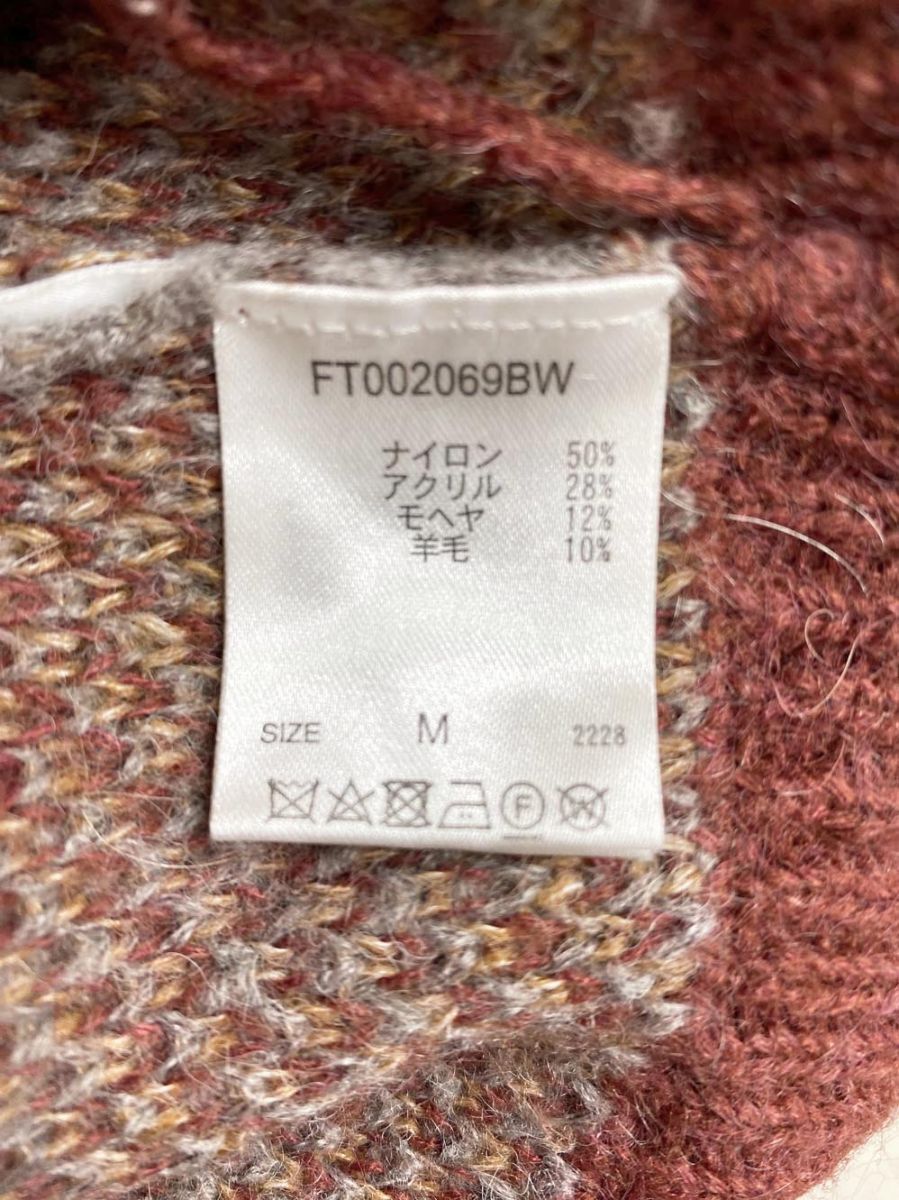 FT002069BW
ナイロン 50%
アクリル 28%
モヘヤ 12%
羊毛 10%
SIZE M 2228
F W